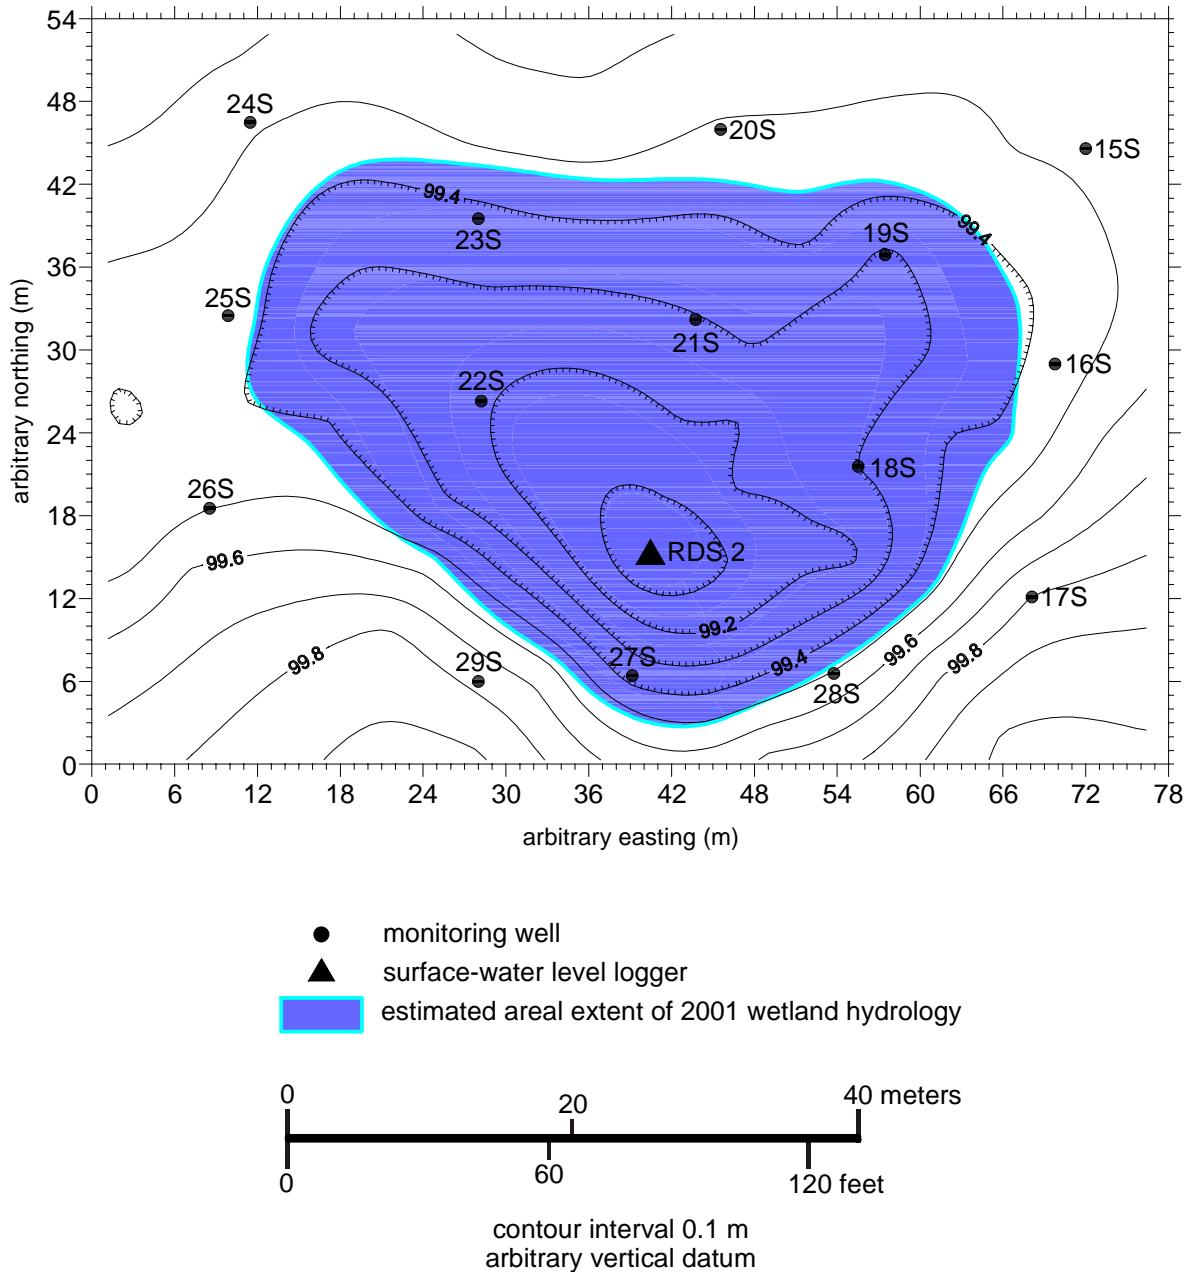 54
48
42
36
30
24
18
12
6
0
arbitrary northing (m)
24S
20S
15S
99.4
23S
19S
99.4
25S
21S
16S
22S
18S
26S
RDS 2
99.6
17S
99.2
99.8
29S
27S
99.4
99.6
99.8
28S
0 6 12 18 24 30 36 42 48 54 60 66 72 78
arbitrary easting (m)
monitoring well
surface-water level logger
estimated areal extent of 2001 wetland hydrology
0 20 40 meters
0 60 120 feet
contour interval 0.1 m
arbitrary vertical datum